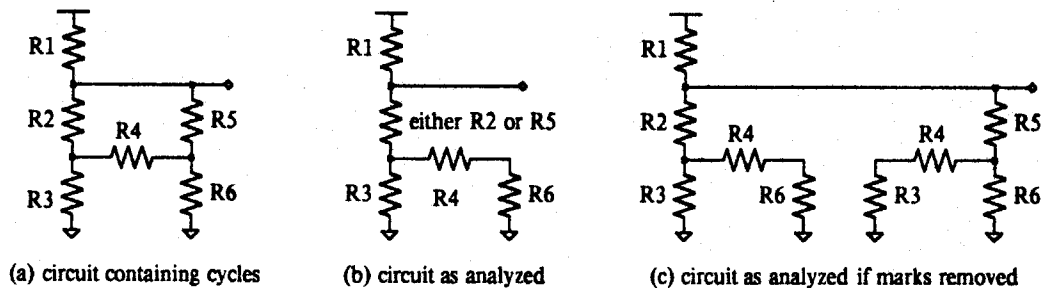 R1
R2
R4
R5
R3
R6
(a) circuit containing cycles
R1
either R2 or R5
R3
R4
R6
(b) circuit as analyzed
R1
R2
R4
R4
R5
R3
R6
R3
R6
(c) circuit as analyzed if marks removed